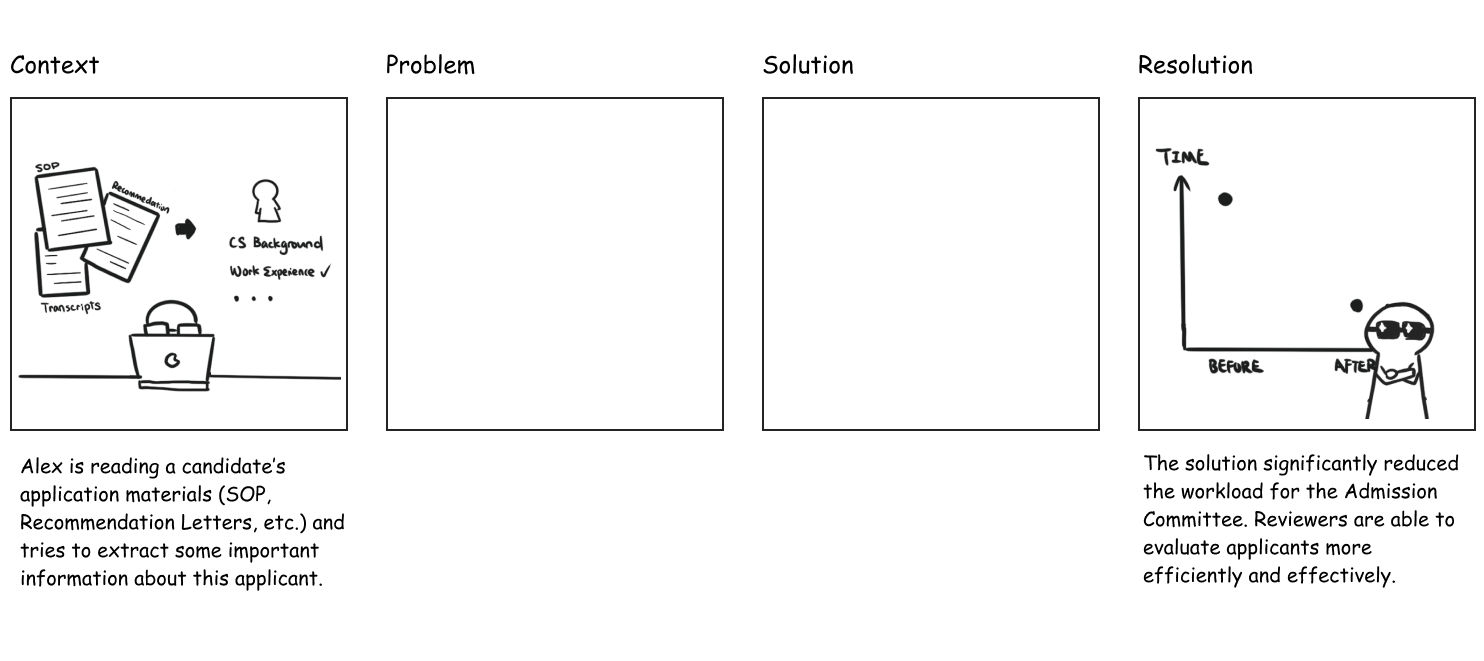 Context
Problem
Solution
Resolution
SOP
Recommedation
Transcripts
CS Background
Work Experience ✓
...
TIME
BEFORE
AFTER
Alex is reading a candidate's
application materials (SOP,
Recommendation Letters, etc.) and
tries to extract some important
information about this applicant.
The solution significantly reduced
the workload for the Admission
Committee. Reviewers are able to
evaluate applicants more
efficiently and effectively.